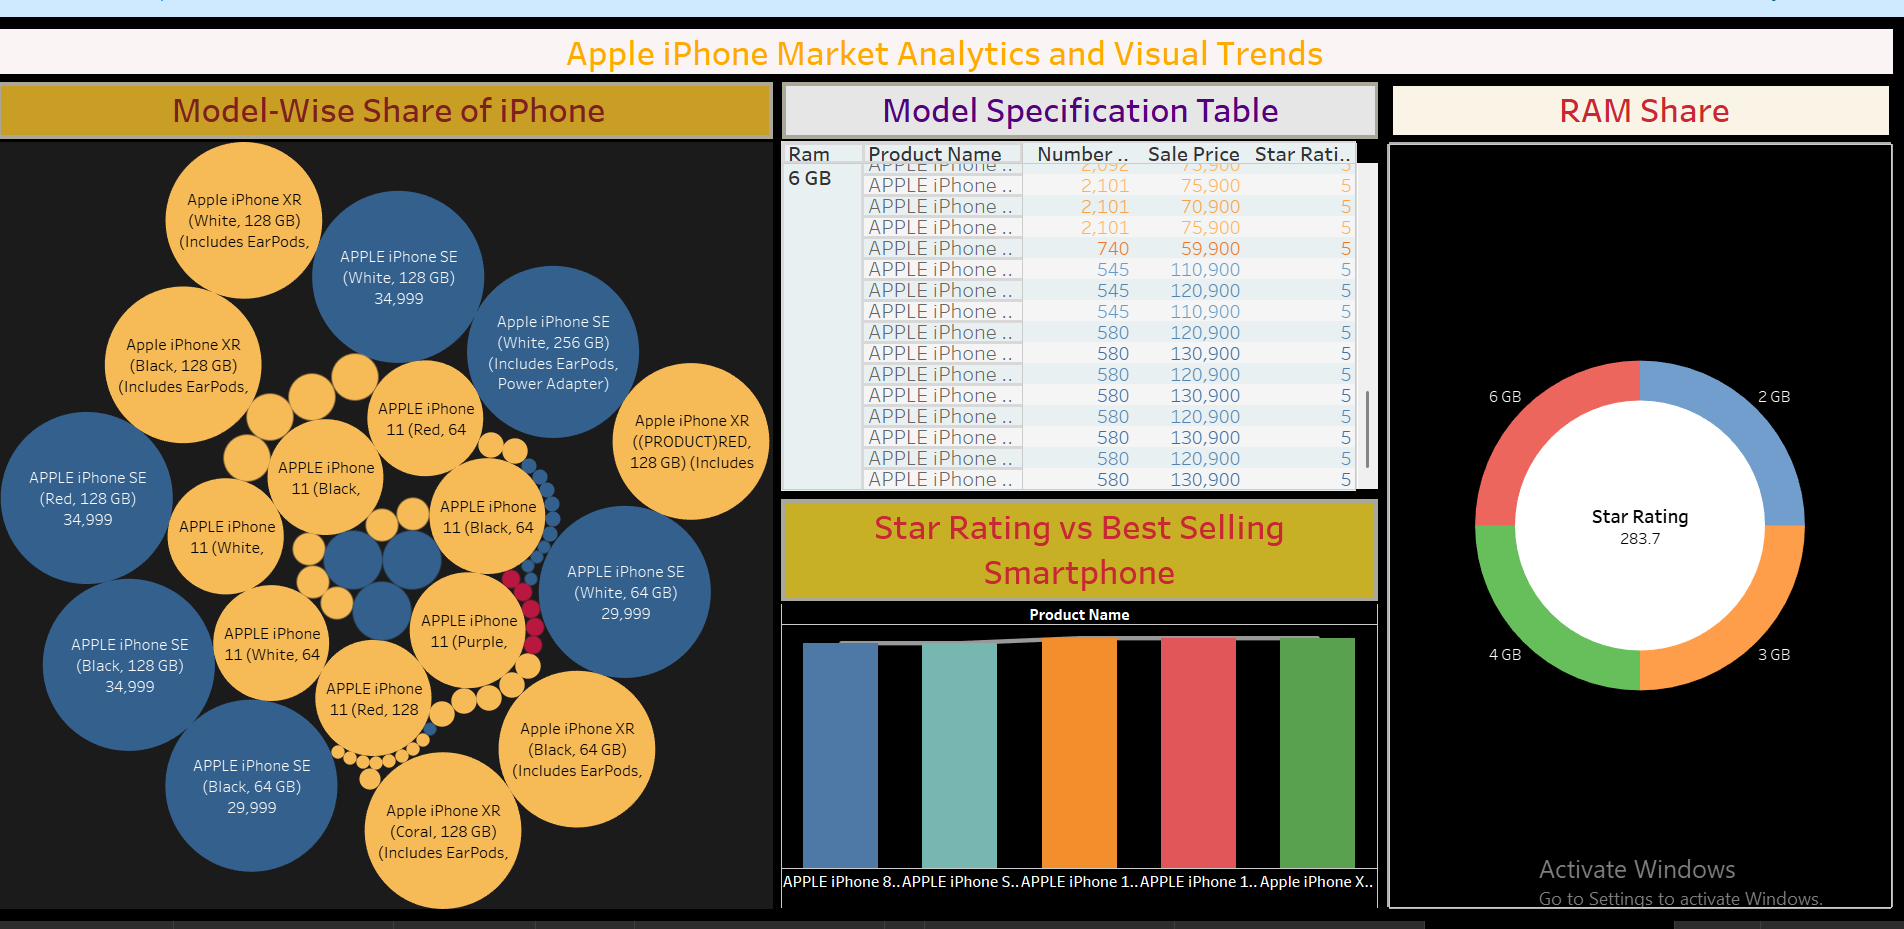 Apple iPhone Market Analytics and Visual Trends
Model-Wise Share of iPhone
Apple iPhone XR
(White, 128 GB)
(Includes EarPods,
APPLE iPhone SE
(White, 128 GB)
34,999
Apple iPhone SE
(White, 256 GB)
(Includes EarPods,
Power Adapter)
Apple iPhone XR
(Black, 128 GB)
(Includes EarPods,
APPLE iPhone
11 (Red, 64
Apple iPhone XR
((PRODUCT)RED,
128 GB) (Includes
APPLE iPhone SE
(Red, 128 GB)
34,999
APPLE iPhone
11 (Black,
APPLE iPhone
11 (Black, 64
APPLE iPhone
11 (White,
APPLE iPhone SE
(White, 64 GB)
29,999
APPLE iPhone SE
(Black, 128 GB)
34,999
APPLE iPhone
11 (White, 64
APPLE iPhone
11 (Purple,
APPLE iPhone
11 (Red, 128
Apple iPhone XR
(Black, 64 GB)
(Includes EarPods,
APPLE iPhone SE
(Black, 64 GB)
29,999
Apple iPhone XR
(Coral, 128 GB)
(Includes EarPods,
Model Specification Table
Ram Product Name Number .. Sale Price Star Rati..
APPLE iPhone .. 2,092 75,900 5
6 GB
APPLE iPhone .. 2,101 75,900 5
APPLE iPhone .. 2,101 70,900 5
APPLE iPhone .. 2,101 75,900 5
APPLE iPhone .. 740 59,900 5
APPLE iPhone .. 545 110,900 5
APPLE iPhone .. 545 120,900 5
APPLE iPhone .. 545 110,900 5
APPLE iPhone .. 580 120,900 5
APPLE iPhone .. 580 130,900 5
APPLE iPhone .. 580 120,900 5
APPLE iPhone .. 580 130,900 5
APPLE iPhone .. 580 120,900 5
APPLE iPhone .. 580 130,900 5
APPLE iPhone .. 580 120,900 5
APPLE iPhone .. 580 130,900 5
Star Rating vs Best Selling
Smartphone
Product Name
APPLE iPhone 8.. APPLE iPhone S.. APPLE iPhone 1.. APPLE iPhone 1.. Apple iPhone X..
RAM Share
6 GB
2 GB
Star Rating
283.7
4 GB
3 GB
Activate Windows
Go to Settings to activate Windows.